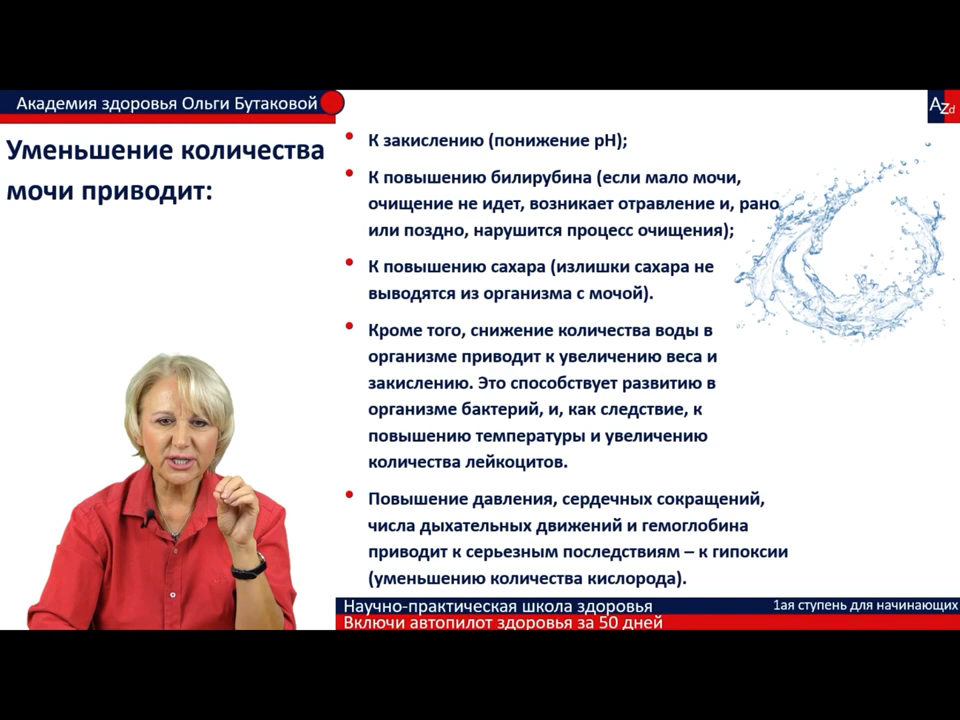 Академия здоровья Ольги Бутаковой
AZd
Уменьшение количества
мочи приводит:
• К закислению (понижение pH);
• К повышению билирубина (если мало мочи,
очищение не идет, возникает отравление и, рано
или поздно, нарушится процесс очищения);
• К повышению сахара (излишки сахара не
выводятся из организма с мочой).
• Кроме того, снижение количества воды в
организме приводит к увеличению веса и
закислению. Это способствует развитию в
организме бактерий, и, как следствие, к
повышению температуры и увеличению
количества лейкоцитов.
• Повышение давления, сердечных сокращений,
числа дыхательных движений и гемоглобина
приводит к серьезным последствиям – к гипоксии
(уменьшению количества кислорода).
Научно-практическая школа здоровья
1ая ступень для начинающих
Включи автопилот здоровья за 50 дней